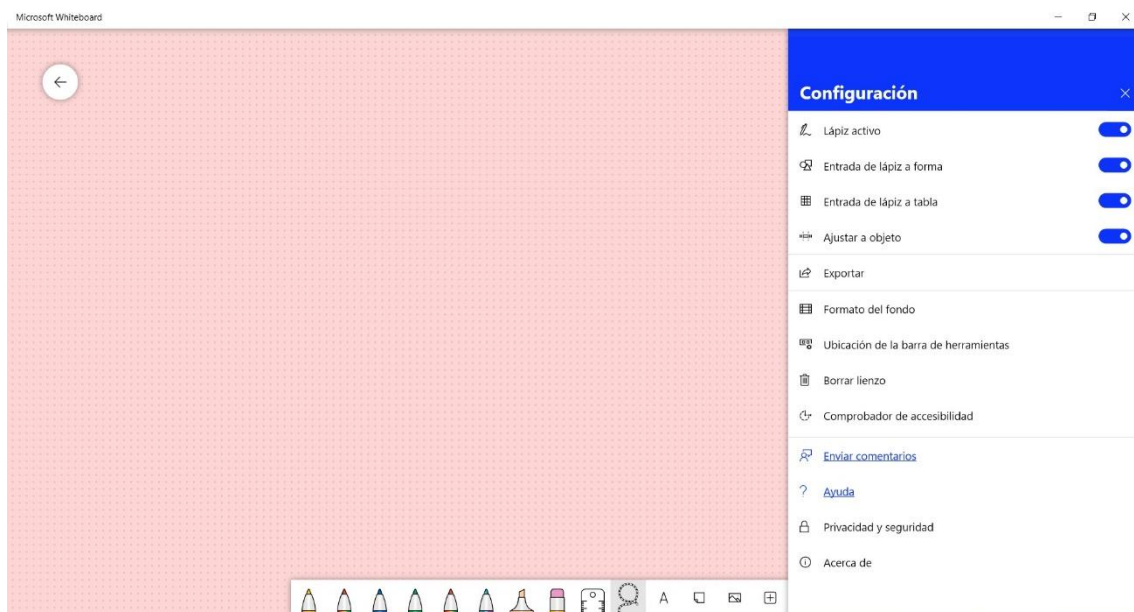 Microsoft Whiteboard
Configuración
Lápiz activo
Entrada de lápiz a forma
Entrada de lápiz a tabla
Ajustar a objeto
Exportar
Formato del fondo
Ubicación de la barra de herramientas
Borrar lienzo
Comprobador de accesibilidad
Enviar comentarios
Ayuda
Privacidad y seguridad
Acerca de